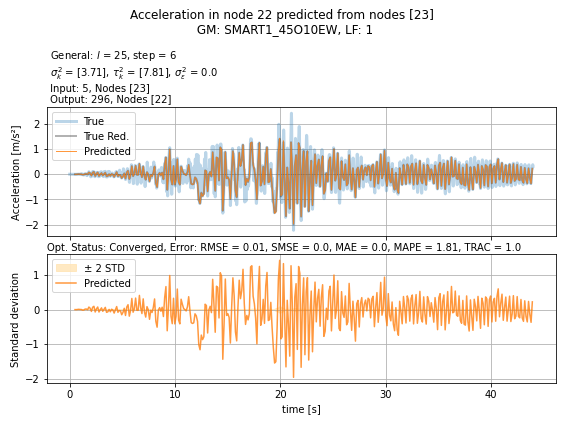 Acceleration in node 22 predicted from nodes [23]
GM: SMART1_45O10EW, LF: 1
General: l = 25, step = 6
σ²ₖ = [3.71], τ²ₖ = [7.81], σ²ε = 0.0
Input: 5, Nodes [23]
Output: 296, Nodes [22]
True
True Red.
Predicted
Acceleration [m/s²]
2
1
0
−1
−2
Opt. Status: Converged, Error: RMSE = 0.01, SMSE = 0.0, MAE = 0.0, MAPE = 1.81, TRAC = 1.0
± 2 STD
Predicted
Standard deviation
1
0
−1
−2
0 10 20 30 40
time [s]